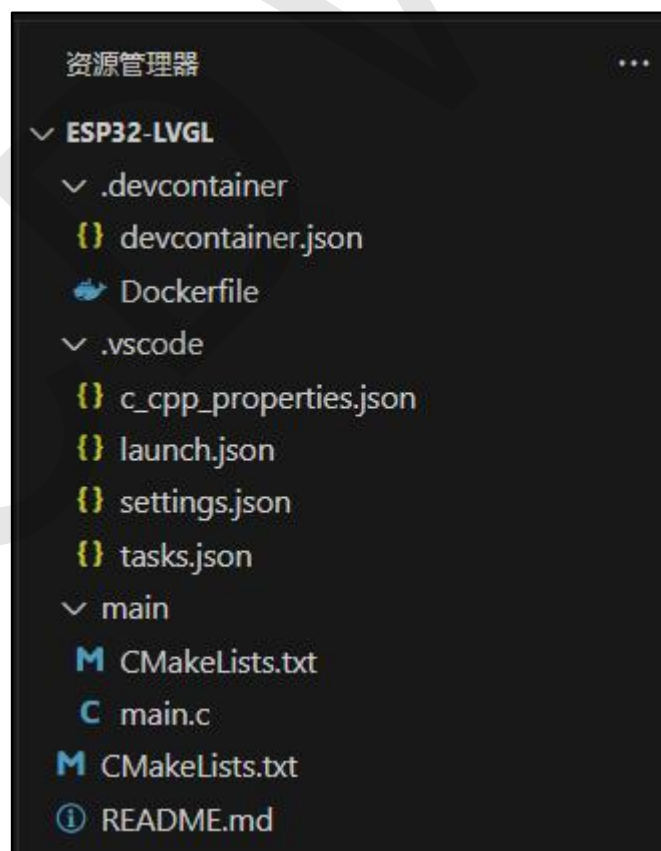 资源管理器 ···
ESP32-LVGL
.devcontainer
{} devcontainer.json
Dockerfile
.vscode
{} c_cpp_properties.json
{} launch.json
{} settings.json
{} tasks.json
main
M CMakeLists.txt
C main.c
M CMakeLists.txt
README.md